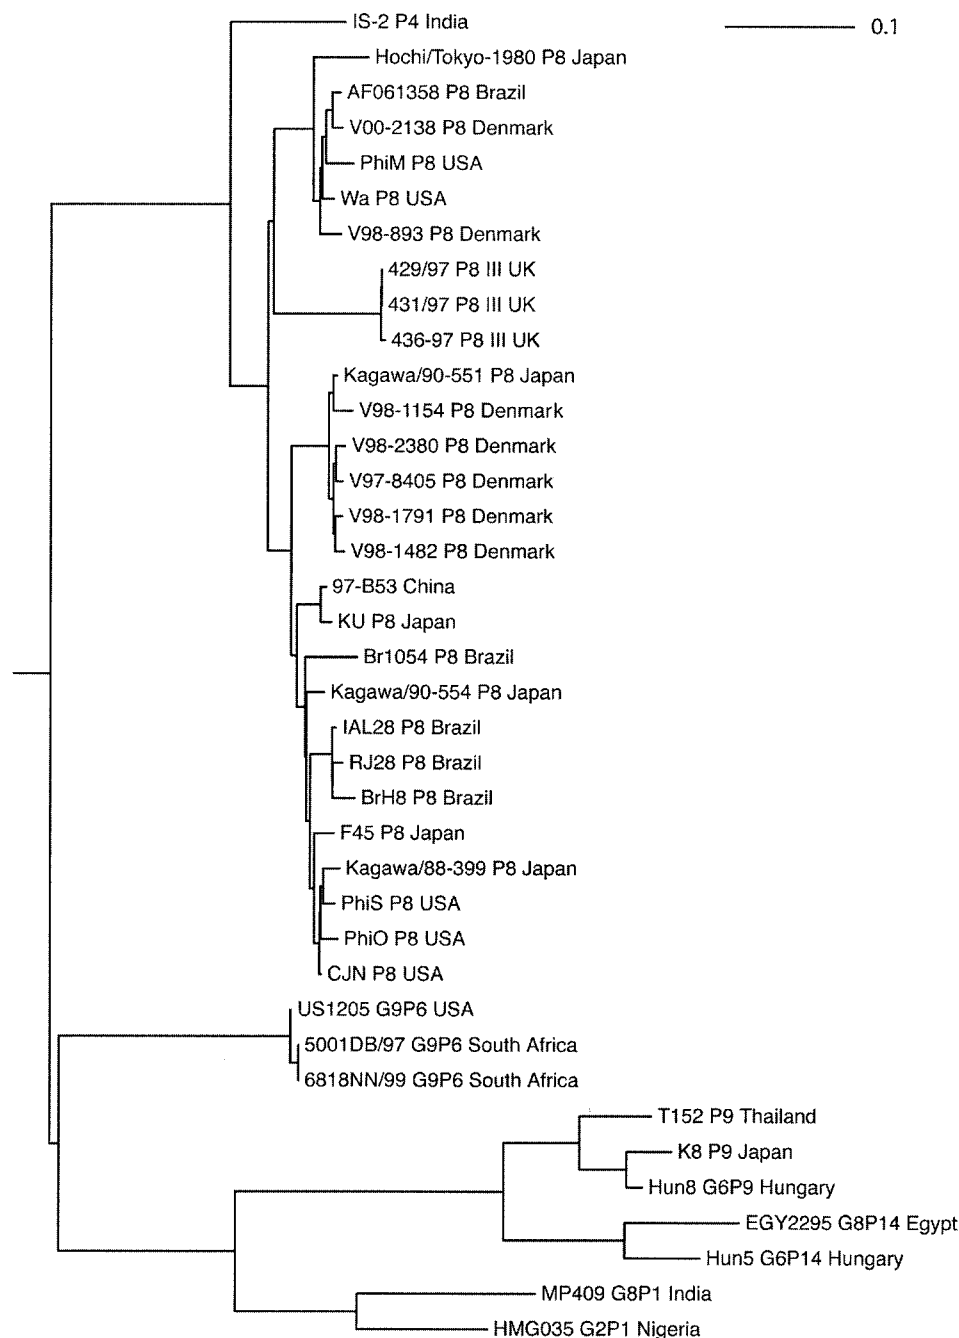 IS-2 P4 India
0.1
Hochi/Tokyo-1980 P8 Japan
AF061358 P8 Brazil
V00-2138 P8 Denmark
PhiM P8 USA
Wa P8 USA
V98-893 P8 Denmark
429/97 P8 III UK
431/97 P8 III UK
436-97 P8 III UK
Kagawa/90-551 P8 Japan
V98-1154 P8 Denmark
V98-2380 P8 Denmark
V97-8405 P8 Denmark
V98-1791 P8 Denmark
V98-1482 P8 Denmark
97-B53 China
KU P8 Japan
Br1054 P8 Brazil
Kagawa/90-554 P8 Japan
IAL28 P8 Brazil
RJ28 P8 Brazil
BrH8 P8 Brazil
F45 P8 Japan
Kagawa/88-399 P8 Japan
PhiS P8 USA
PhiO P8 USA
CJN P8 USA
US1205 G9P6 USA
5001DB/97 G9P6 South Africa
6818NN/99 G9P6 South Africa
T152 P9 Thailand
K8 P9 Japan
Hun8 G6P9 Hungary
EGY2295 G8P14 Egypt
Hun5 G6P14 Hungary
MP409 G8P1 India
HMG035 G2P1 Nigeria